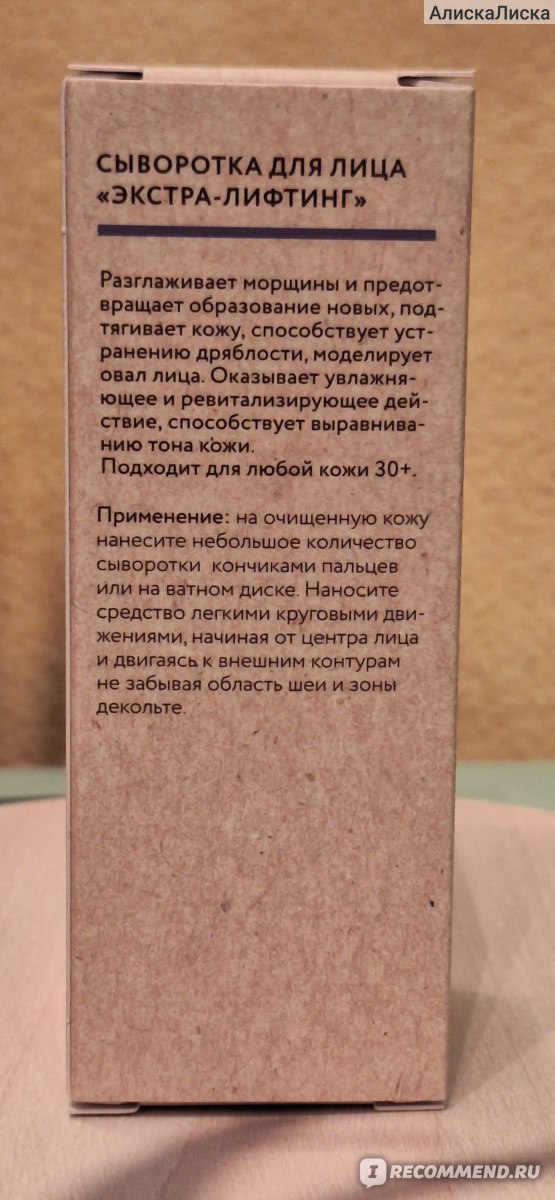 АлискаЛиска
СЫВОРОТКА ДЛЯ ЛИЦА
«ЭКСТРА-ЛИФТИНГ»
Разглаживает морщины и предот-
вращает образование новых, под-
тягивает кожу, способствует уст-
ранению дряблости, моделирует
овал лица. Оказывает увлажня-
ющее и ревитализирующее дей-
ствие, способствует выравнива-
нию тона кожи.
Подходит для любой кожи 30+.
Применение: на очищенную кожу
нанесите небольшое количество
сыворотки кончиками пальцев
или на ватном диске. Наносите
средство легкими круговыми дви-
жениями, начиная от центра лица
и двигаясь к внешним контурам
не забывая область шеи и зоны
декольте.
I RECOMMEND.RU